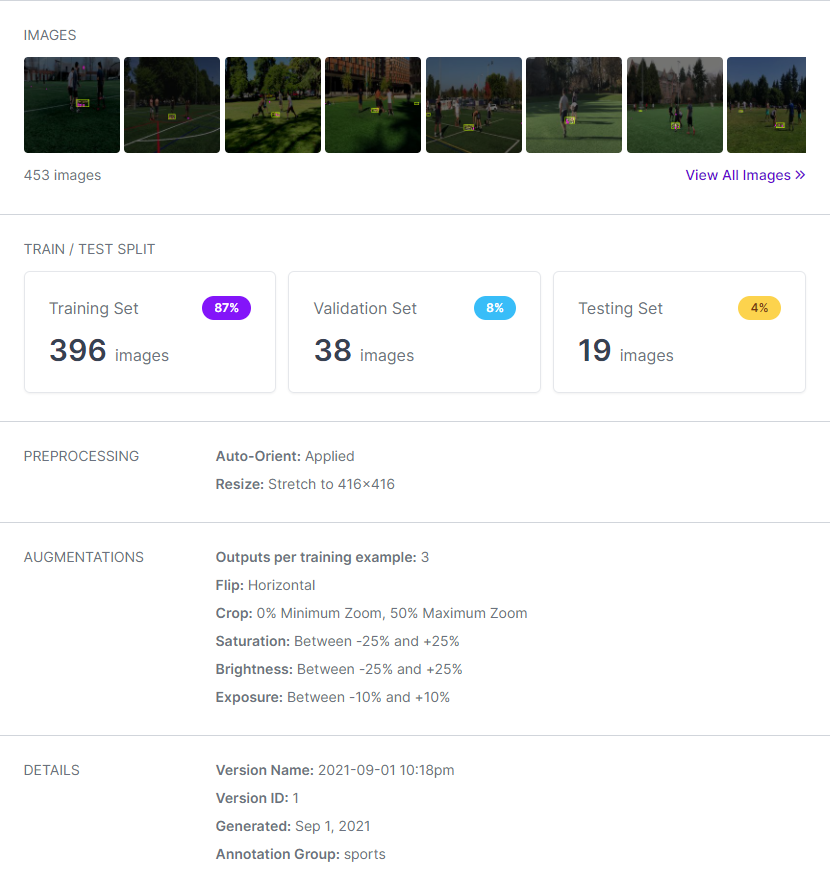 IMAGES
453 images
View All Images »
TRAIN / TEST SPLIT
Training Set 87%
396 images
Validation Set 8%
38 images
Testing Set 4%
19 images
PREPROCESSING
Auto-Orient: Applied
Resize: Stretch to 416×416
AUGMENTATIONS
Outputs per training example: 3
Flip: Horizontal
Crop: 0% Minimum Zoom, 50% Maximum Zoom
Saturation: Between -25% and +25%
Brightness: Between -25% and +25%
Exposure: Between -10% and +10%
DETAILS
Version Name: 2021-09-01 10:18pm
Version ID: 1
Generated: Sep 1, 2021
Annotation Group: sports